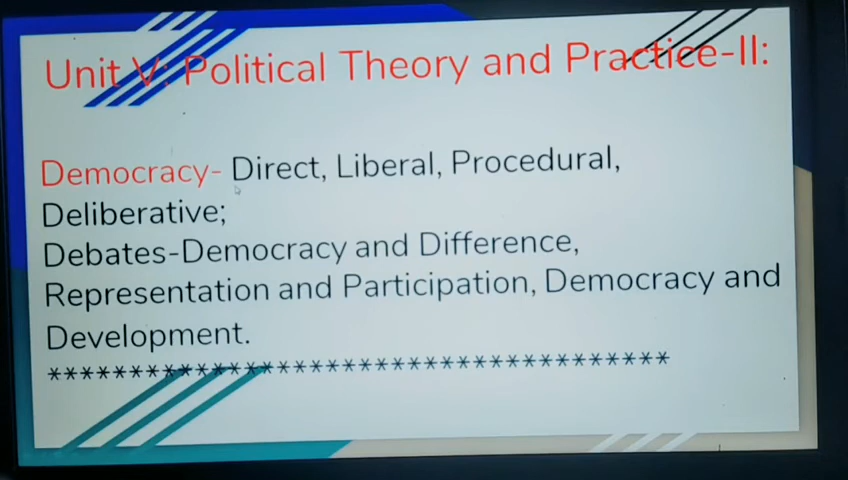 Unit V: Political Theory and Practice-II:
Democracy- Direct, Liberal, Procedural,
Deliberative;
Debates-Democracy and Difference,
Representation and Participation, Democracy and
Development.
**************************************